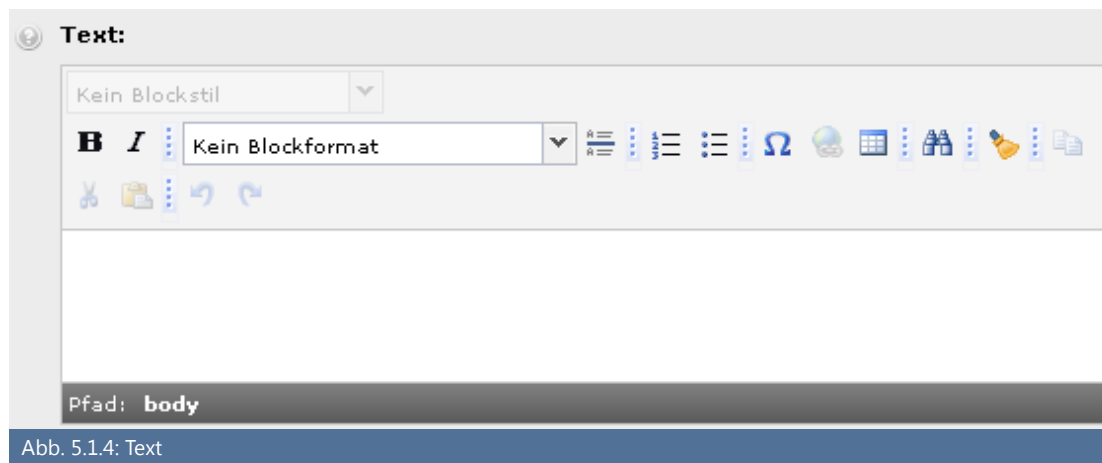 Text:
Kein Blockstil
B I Kein Blockformat Ω
Pfad: body
Abb. 5.1.4: Text